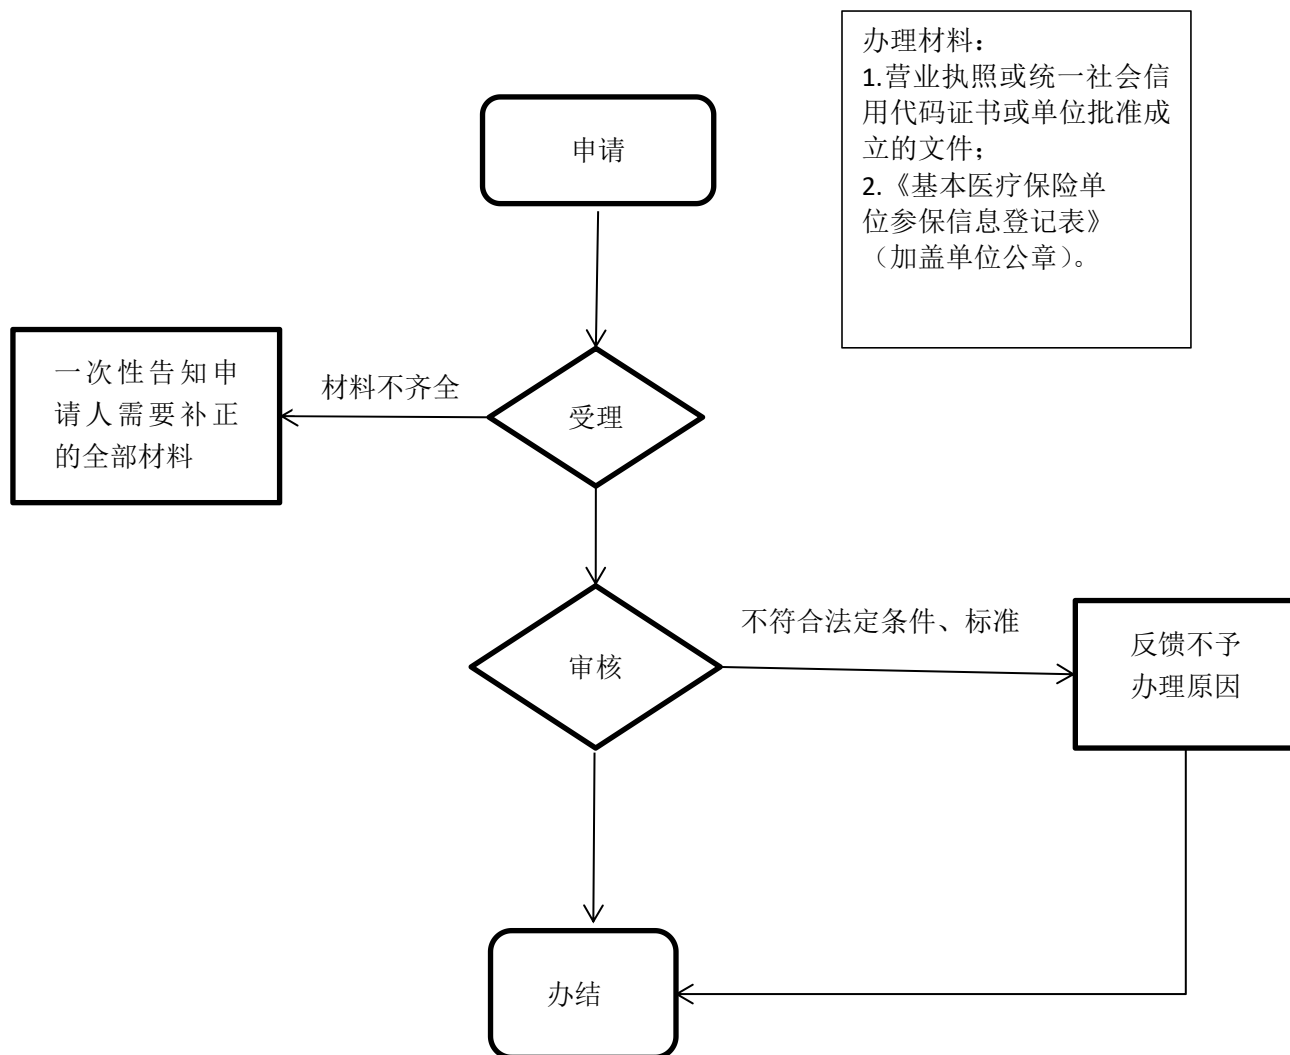 办理材料：
1.营业执照或统一社会信
用代码证书或单位批准成
立的文件；
2.《基本医疗保险单
位参保信息登记表》
（加盖单位公章）。
申请
一次性告知申
请人需要补正
的全部材料
材料不齐全
受理
不符合法定条件、标准
审核
反馈不予
办理原因
办结